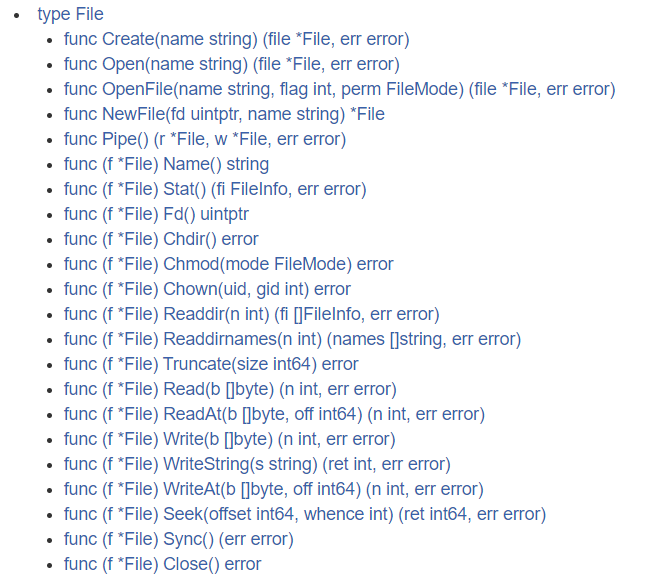 type File
func Create(name string) (file *File, err error)
func Open(name string) (file *File, err error)
func OpenFile(name string, flag int, perm FileMode) (file *File, err error)
func NewFile(fd uintptr, name string) *File
func Pipe() (r *File, w *File, err error)
func (f *File) Name() string
func (f *File) Stat() (fi FileInfo, err error)
func (f *File) Fd() uintptr
func (f *File) Chdir() error
func (f *File) Chmod(mode FileMode) error
func (f *File) Chown(uid, gid int) error
func (f *File) Readdir(n int) (fi []FileInfo, err error)
func (f *File) Readdirnames(n int) (names []string, err error)
func (f *File) Truncate(size int64) error
func (f *File) Read(b []byte) (n int, err error)
func (f *File) ReadAt(b []byte, off int64) (n int, err error)
func (f *File) Write(b []byte) (n int, err error)
func (f *File) WriteString(s string) (ret int, err error)
func (f *File) WriteAt(b []byte, off int64) (n int, err error)
func (f *File) Seek(offset int64, whence int) (ret int64, err error)
func (f *File) Sync() (err error)
func (f *File) Close() error